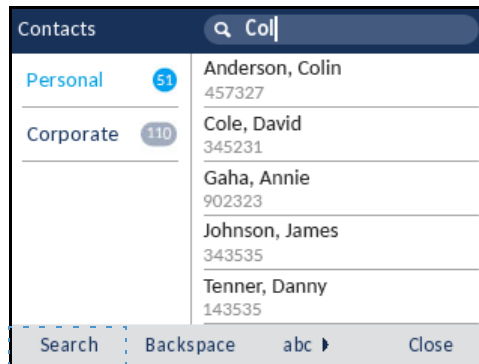 Contacts
Col
Personal 51
Corporate 110
Anderson, Colin
457327
Cole, David
345231
Gaha, Annie
902323
Johnson, James
343535
Tenner, Danny
143535
Search Backspace abc Close